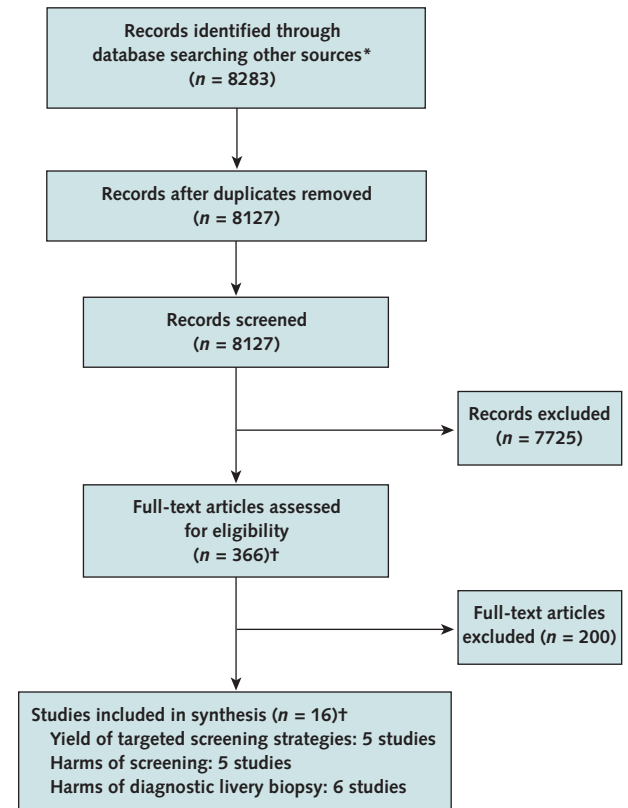 Records identified through
database searching other sources*
(n = 8283)
Records after duplicates removed
(n = 8127)
Records screened
(n = 8127)
Records excluded
(n = 7725)
Full-text articles assessed
for eligibility
(n = 366)†
Full-text articles
excluded (n = 200)
Studies included in synthesis (n = 16)†
Yield of targeted screening strategies: 5 studies
Harms of screening: 5 studies
Harms of diagnostic livery biopsy: 6 studies